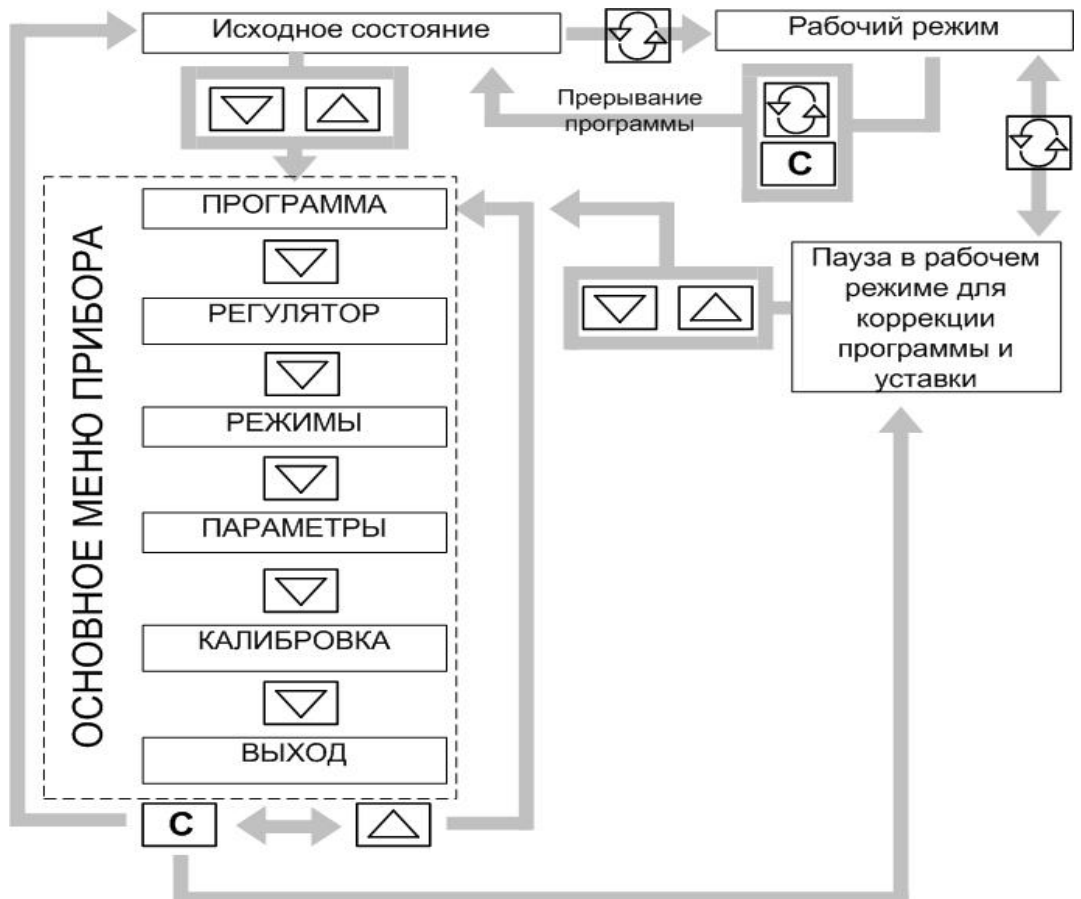 Исходное состояние
Рабочий режим
Прерывание
программы
C
ОСНОВНОЕ МЕНЮ ПРИБОРА
ПРОГРАММА
РЕГУЛЯТОР
РЕЖИМЫ
ПАРАМЕТРЫ
КАЛИБРОВКА
ВЫХОД
Пауза в рабочем
режиме для
коррекции
программы и
уставки
C